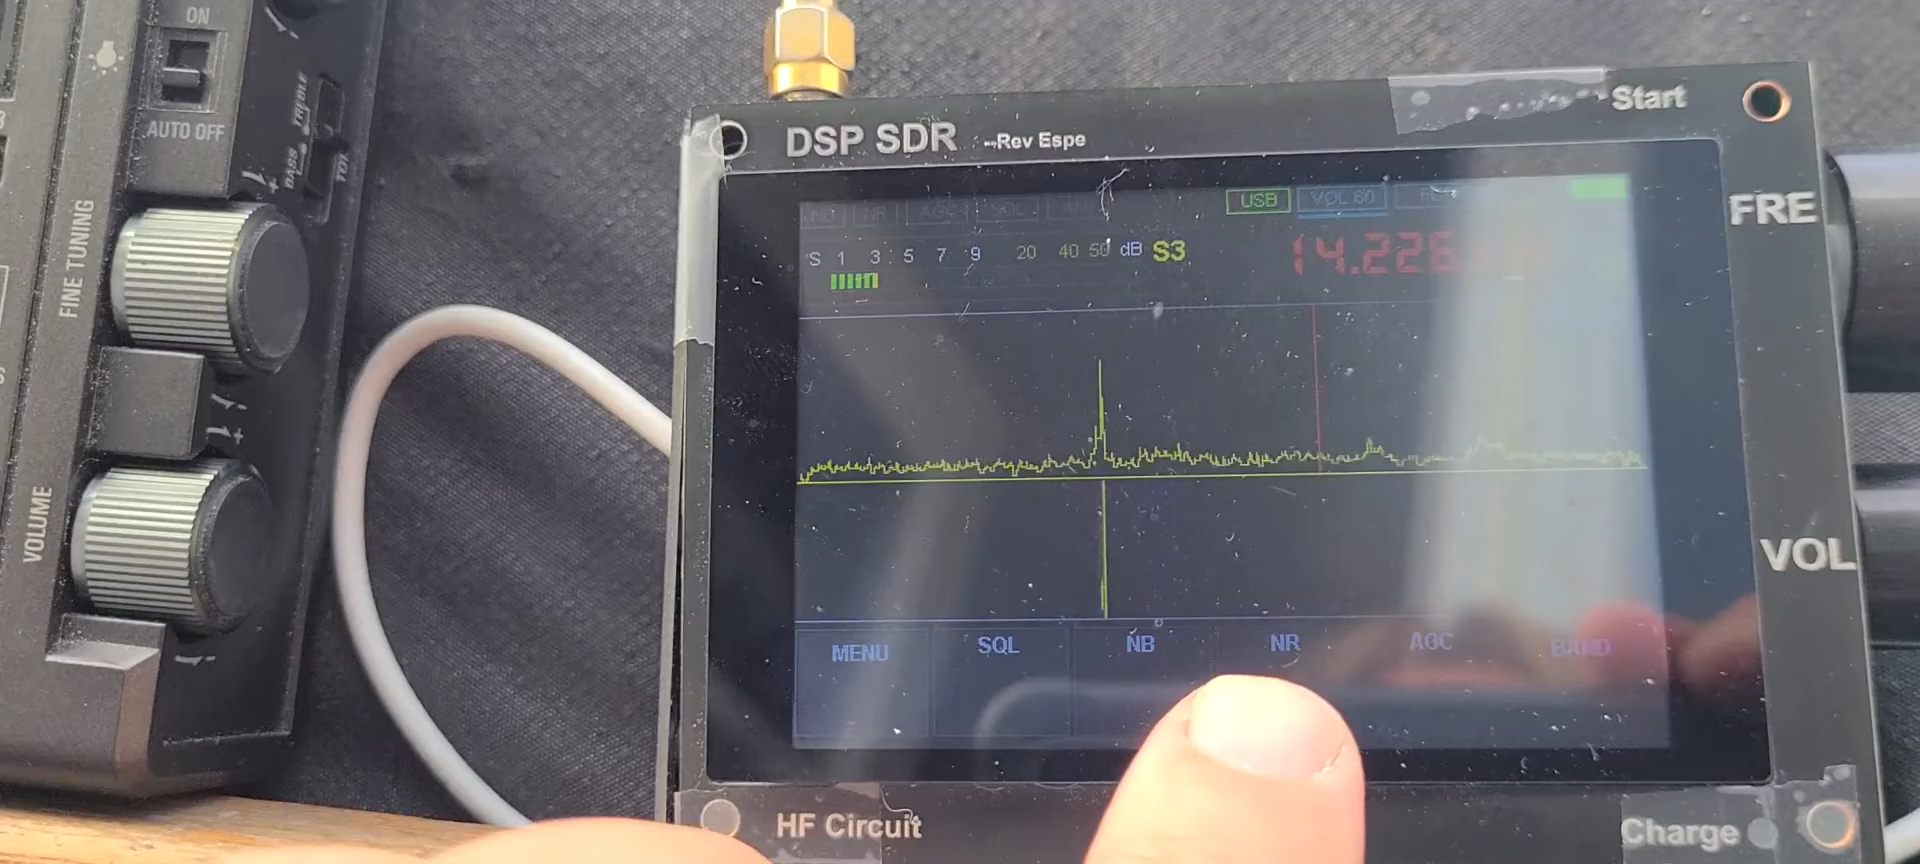 ON
AUTO OFF
TREBLE
BASS
FINE TUNING
VOLUME
DSP SDR --Rev Espe
Start
FRE
VOL
NR AGC
USB VOL 60
S 1 3 5 7 9 20 40 50 dB S3
14.226
MENU SQL NB NR AGC BAND
HF Circuit
Charge